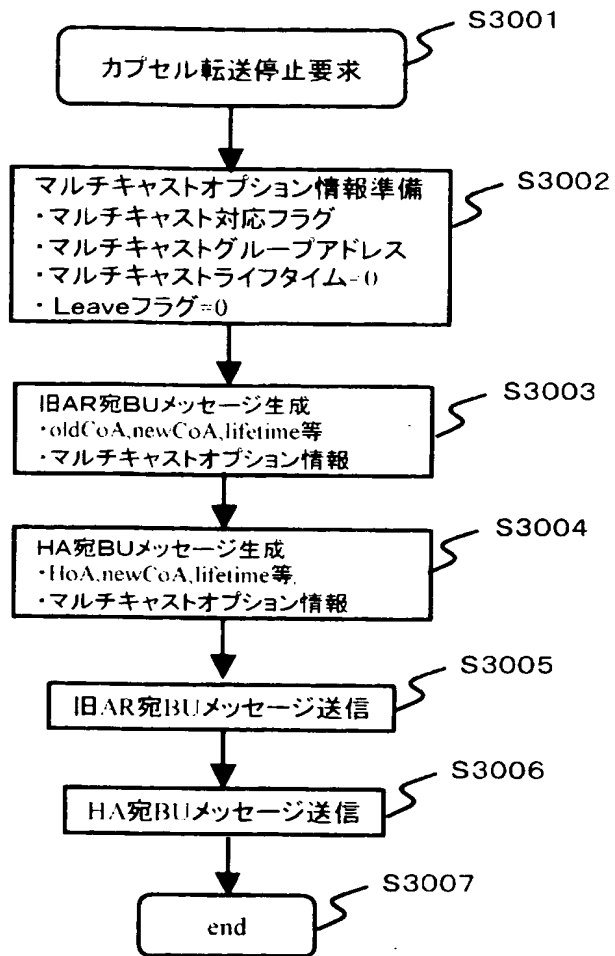 S3001
カプセル転送停止要求
S3002
マルチキャストオプション情報準備
・マルチキャスト対応フラグ
・マルチキャストグループアドレス
・マルチキャストライフタイム=0
・Leaveフラグ=0
S3003
旧AR宛BUメッセージ生成
・oldCoA,newCoA,lifetime等
・マルチキャストオプション情報
S3004
HA宛BUメッセージ生成
・HoA,newCoA,lifetime等,
・マルチキャストオプション情報
S3005
旧AR宛BUメッセージ送信
S3006
HA宛BUメッセージ送信
S3007
end